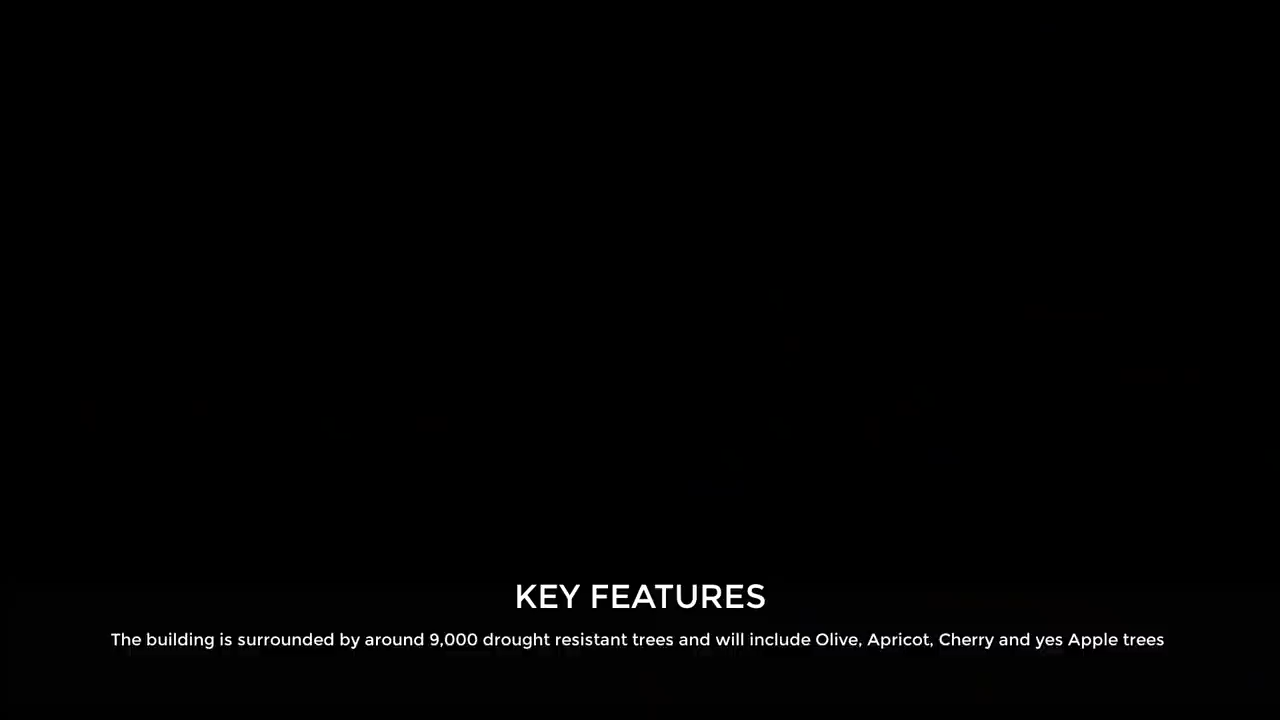 KEY FEATURES
The building is surrounded by around 9,000 drought resistant trees and will include Olive, Apricot, Cherry and yes Apple trees